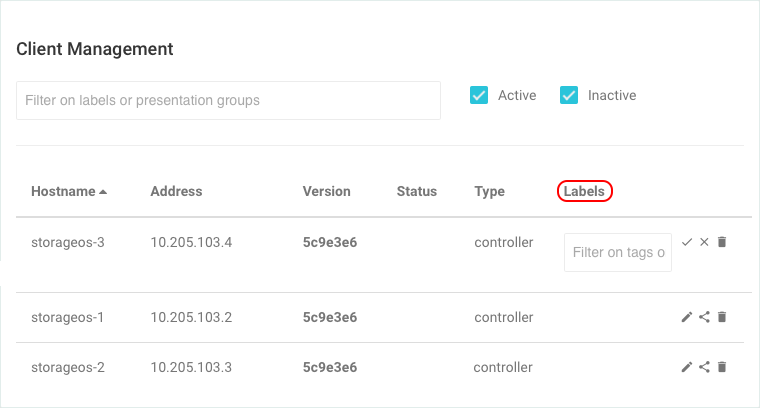 Client Management
Filter on labels or presentation groups
Active
Inactive
Hostname Address Version Status Type Labels
storageos-3 10.205.103.4 5c9e3e6 controller Filter on tags o
storageos-1 10.205.103.2 5c9e3e6 controller
storageos-2 10.205.103.3 5c9e3e6 controller